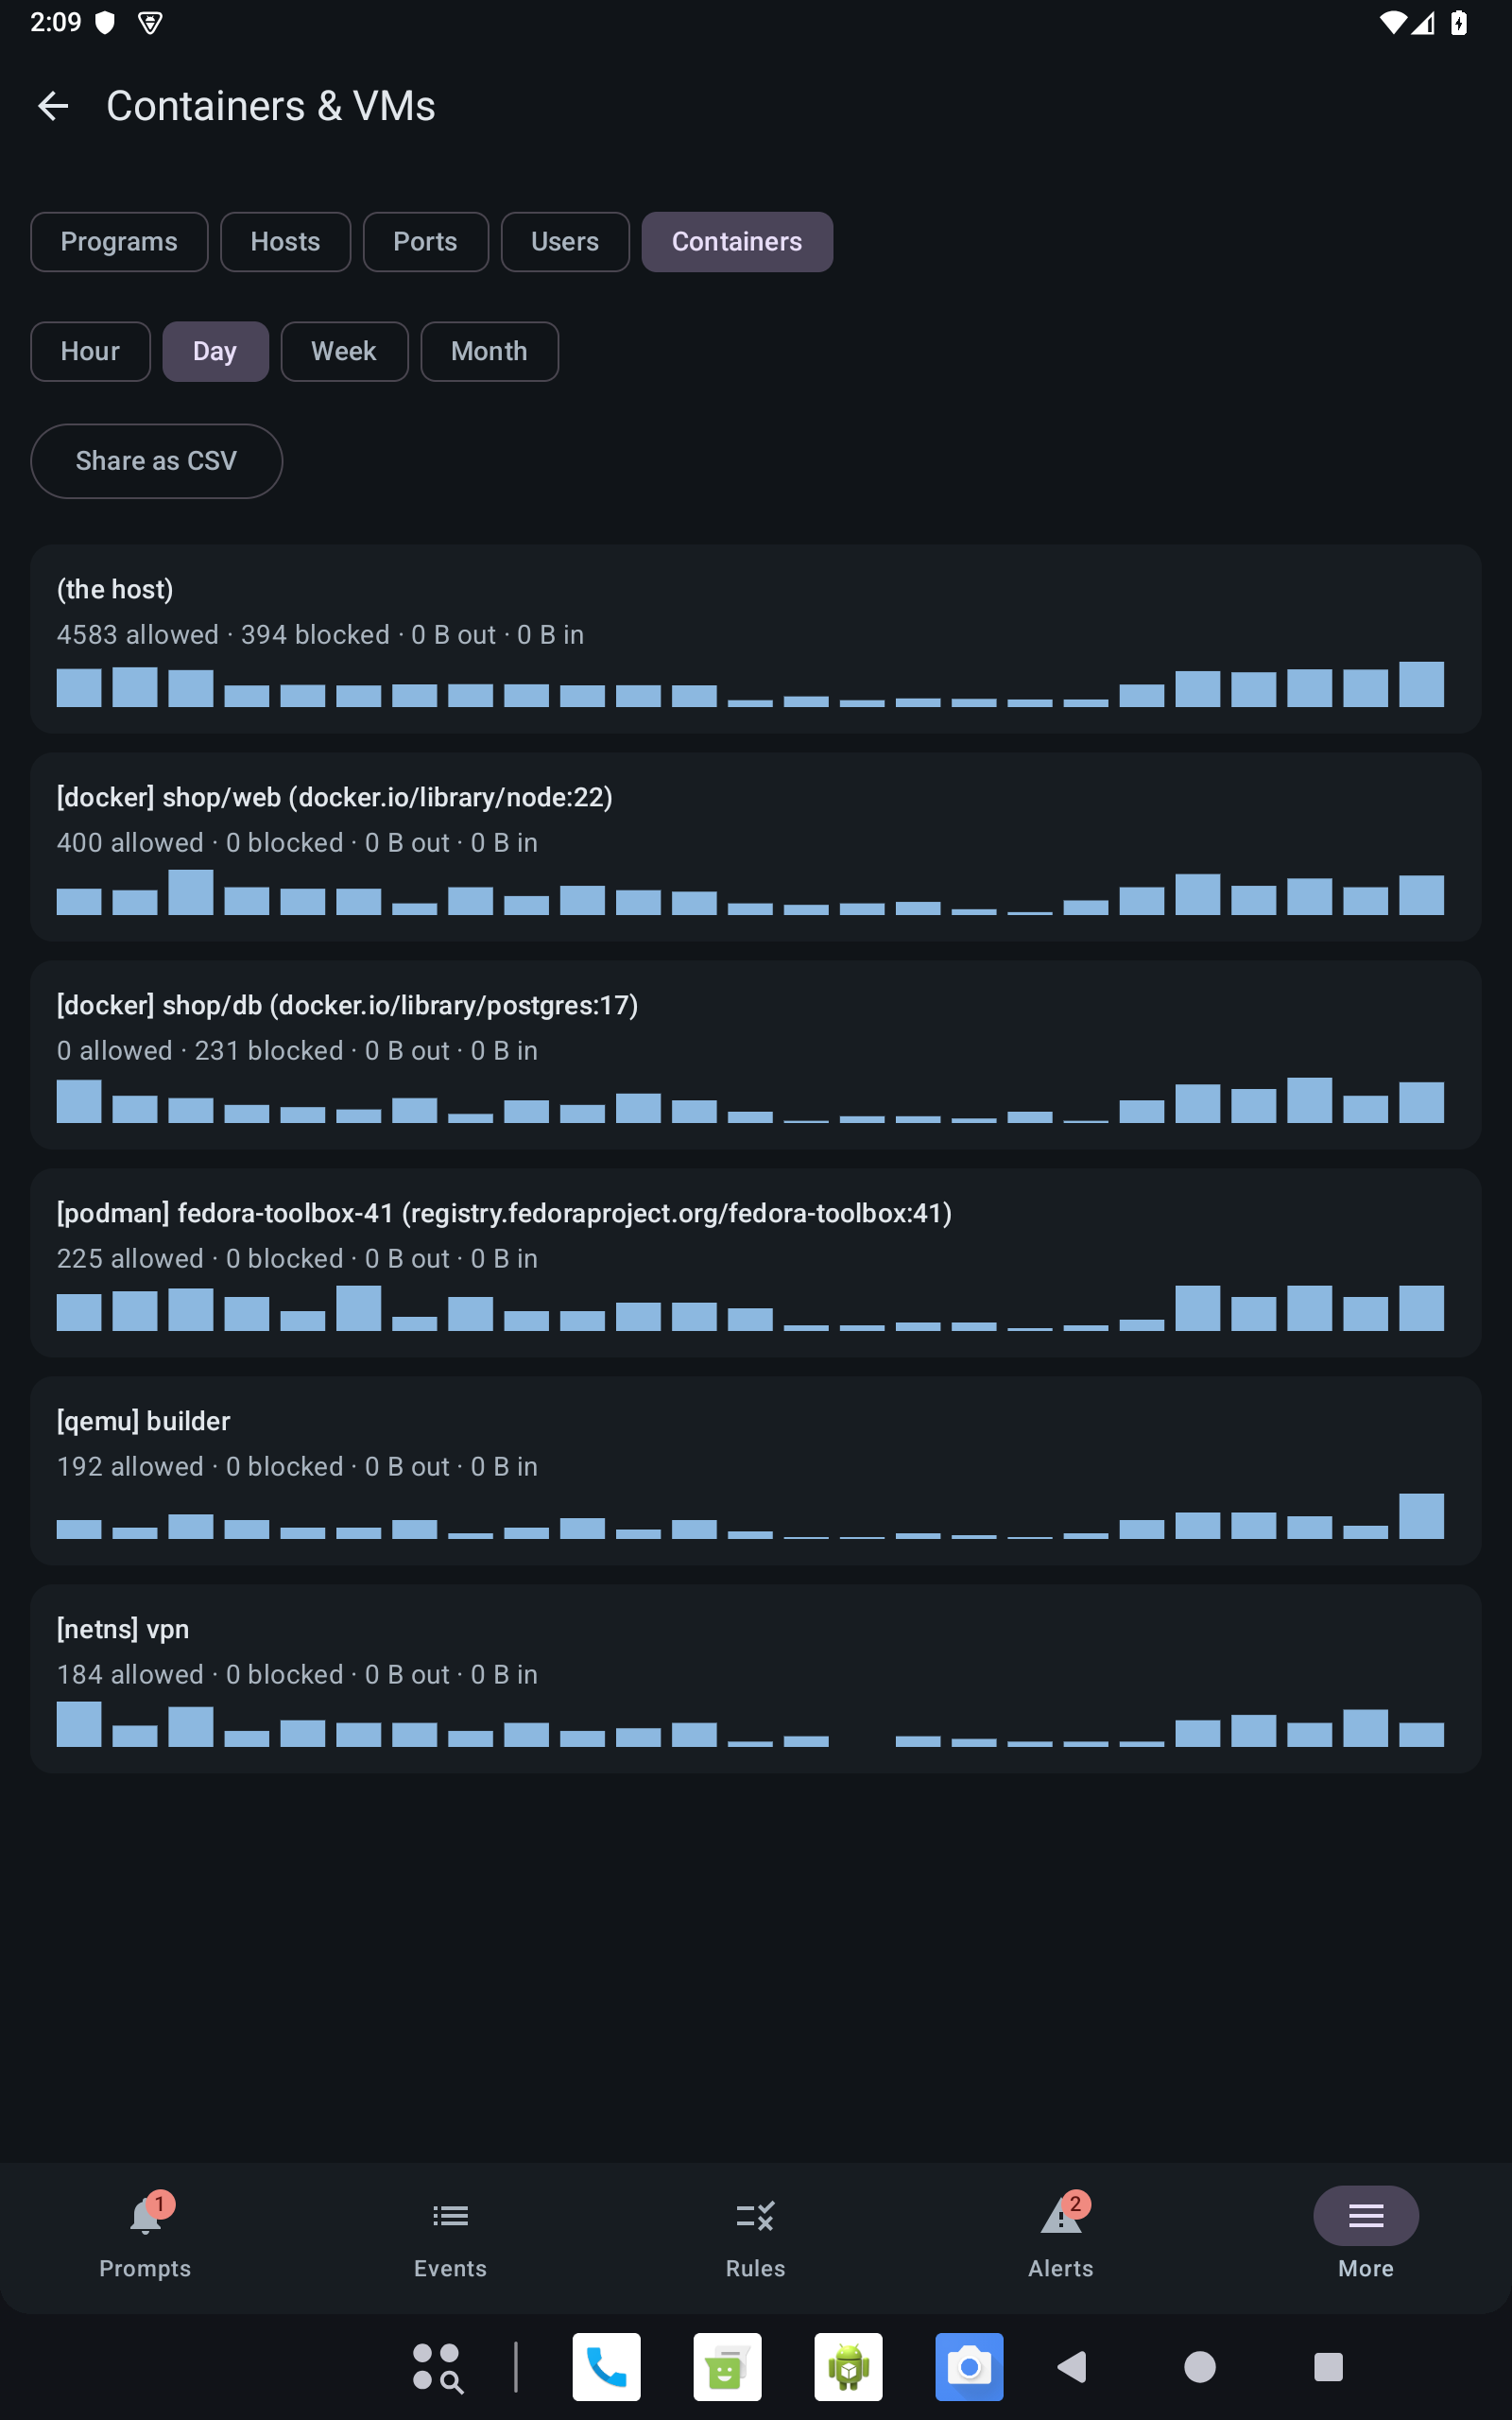 2:09
Containers & VMs
Programs Hosts Ports Users Containers
Hour Day Week Month
Share as CSV
(the host)
4583 allowed · 394 blocked · 0 B out · 0 B in
[docker] shop/web (docker.io/library/node:22)
400 allowed · 0 blocked · 0 B out · 0 B in
[docker] shop/db (docker.io/library/postgres:17)
0 allowed · 231 blocked · 0 B out · 0 B in
[podman] fedora-toolbox-41 (registry.fedoraproject.org/fedora-toolbox:41)
225 allowed · 0 blocked · 0 B out · 0 B in
[qemu] builder
192 allowed · 0 blocked · 0 B out · 0 B in
[netns] vpn
184 allowed · 0 blocked · 0 B out · 0 B in
1 2
Prompts Events Rules Alerts More